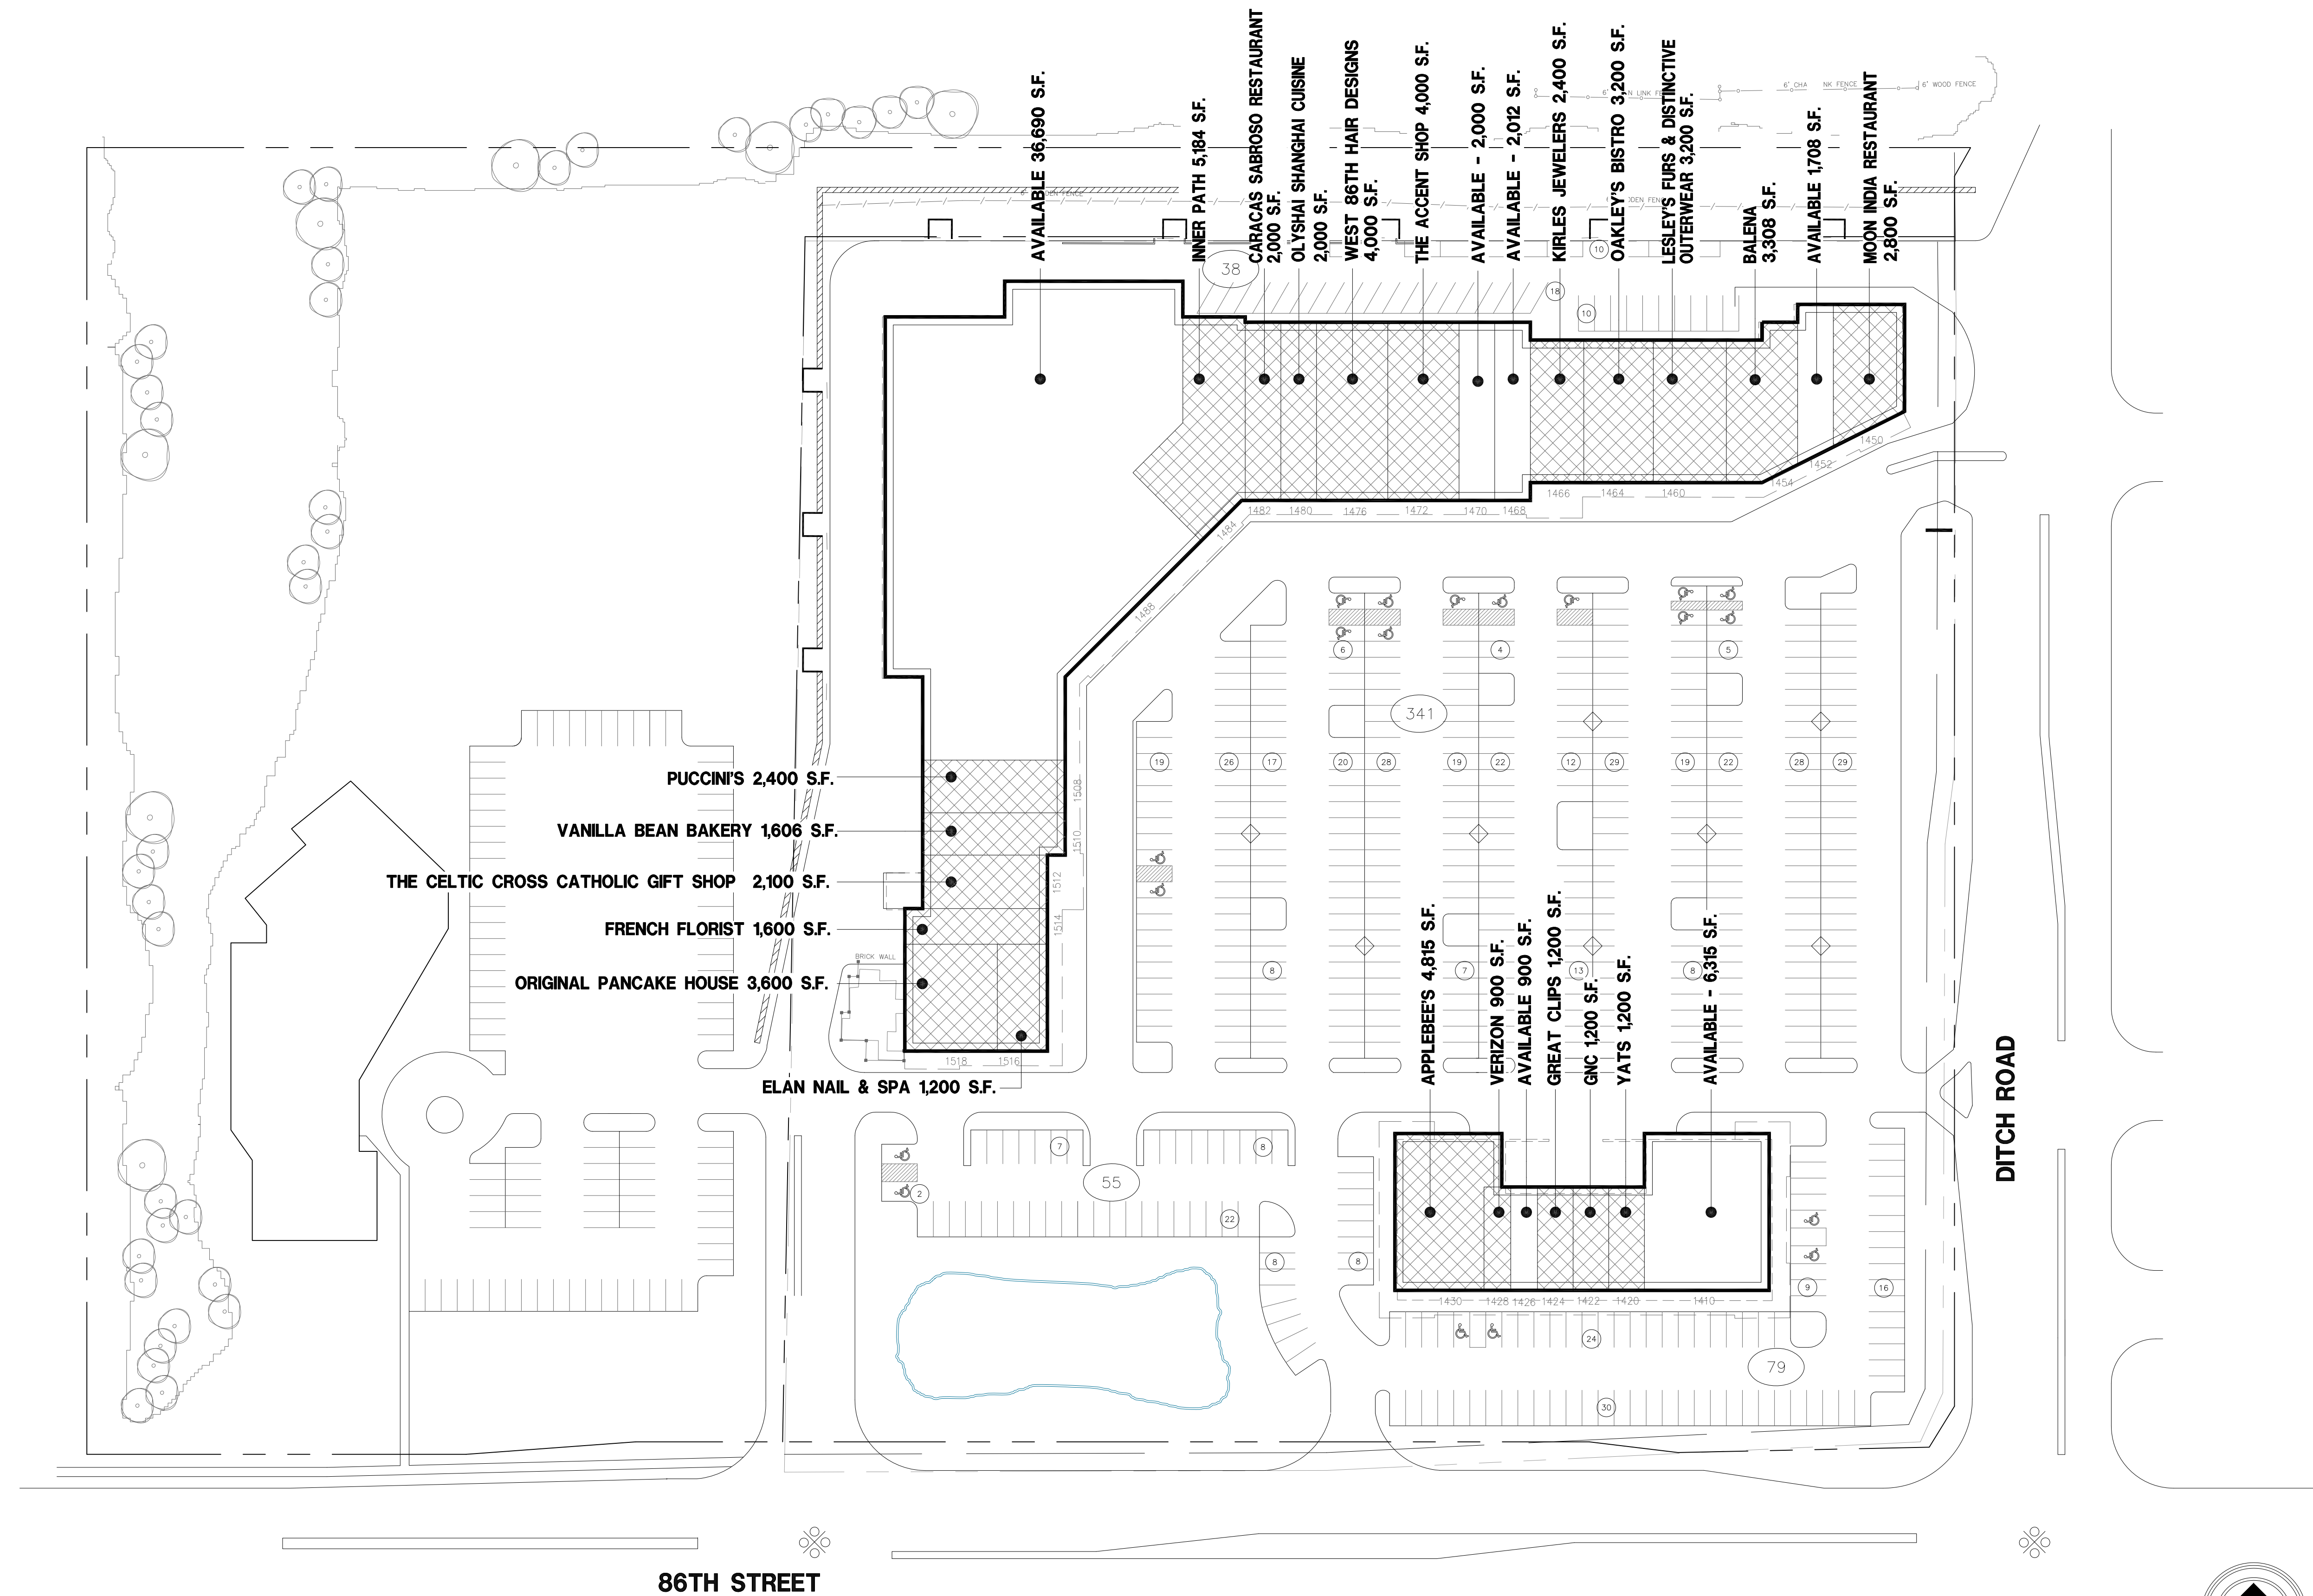 AVAILABLE 36,690 S.F.
INNER PATH 5,184 S.F.
CARACAS SABROSO RESTAURANT
2,000 S.F.
OLYSHAI SHANGHAI CUISINE
2,000 S.F.
WEST 86TH HAIR DESIGNS
4,000 S.F.
THE ACCENT SHOP 4,000 S.F.
AVAILABLE - 2,000 S.F.
AVAILABLE - 2,012 S.F.
KIRLES JEWELERS 2,400 S.F.
OAKLEY'S BISTRO 3,200 S.F.
LESLEY'S FURS & DISTINCTIVE
OUTERWEAR 3,200 S.F.
BALENA
3,308 S.F.
AVAILABLE 1,708 S.F.
MOON INDIA RESTAURANT
2,800 S.F.
6' CHA
NK FENCE
6' WOOD FENCE
38
10
18
10
1450
1452
1454
1460
1464
1466
1468
1470
1472
1476
1480
1482
1484
1488
6
4
5
341
19
26
17
20
28
19
22
12
29
19
22
28
29
PUCCINI'S 2,400 S.F.
1508
VANILLA BEAN BAKERY 1,606 S.F.
1510
THE CELTIC CROSS CATHOLIC GIFT SHOP 2,100 S.F.
1512
FRENCH FLORIST 1,600 S.F.
1514
BRICK WALL
ORIGINAL PANCAKE HOUSE 3,600 S.F.
8
7
13
8
1518
1516
ELAN NAIL & SPA 1,200 S.F.
APPLEBEE'S 4,815 S.F.
VERIZON 900 S.F.
AVAILABLE 900 S.F.
GREAT CLIPS 1,200 S.F.
GNC 1,200 S.F.
YATS 1,200 S.F.
AVAILABLE - 6,315 S.F.
DITCH ROAD
7
8
55
2
22
8
8
9
16
1430
1428
1426
1424
1422
1420
1410
24
79
30
86TH STREET